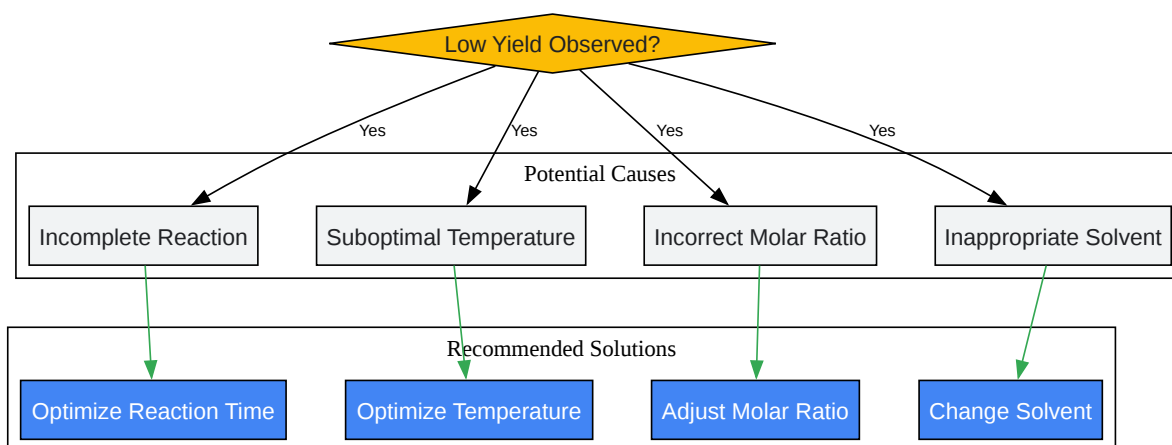 Low Yield Observed?
Yes
Yes
Yes
Yes
Potential Causes
Incomplete Reaction
Suboptimal Temperature
Incorrect Molar Ratio
Inappropriate Solvent
Recommended Solutions
Optimize Reaction Time
Optimize Temperature
Adjust Molar Ratio
Change Solvent